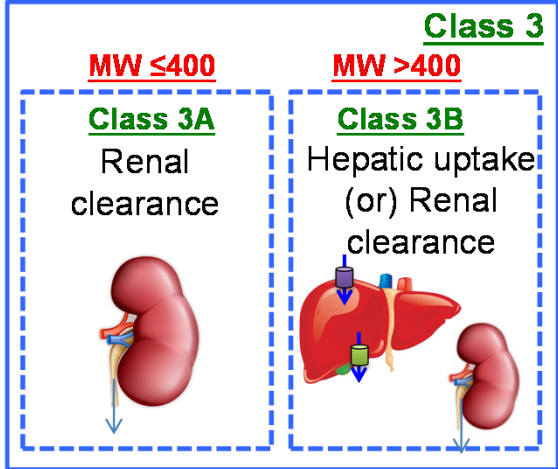 Class 3
MW ≤400
MW >400
Class 3A
Renal
clearance
Class 3B
Hepatic uptake
(or) Renal
clearance